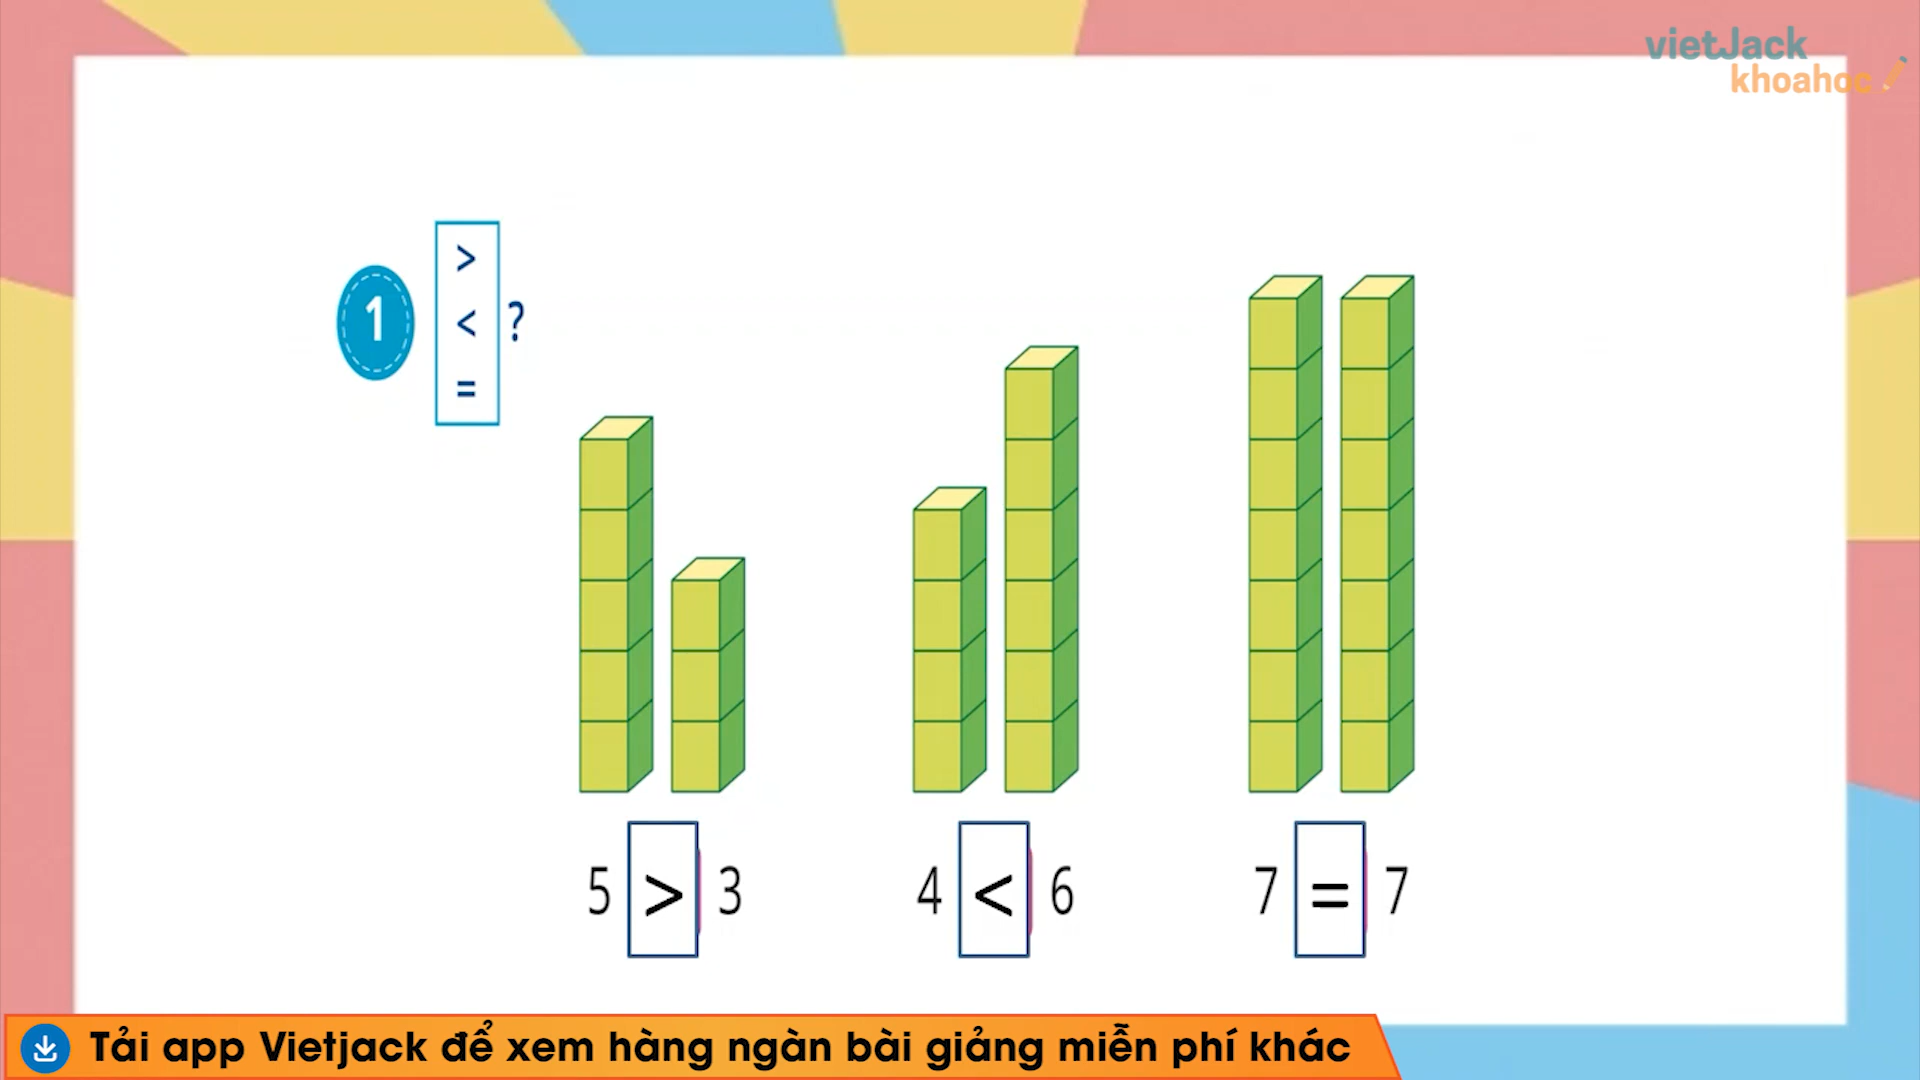 vietJack
khoahoc
1
>
<
=
?
5 > 3
4 < 6
7 = 7
Tải app Vietjack để xem hàng ngàn bài giảng miễn phí khác